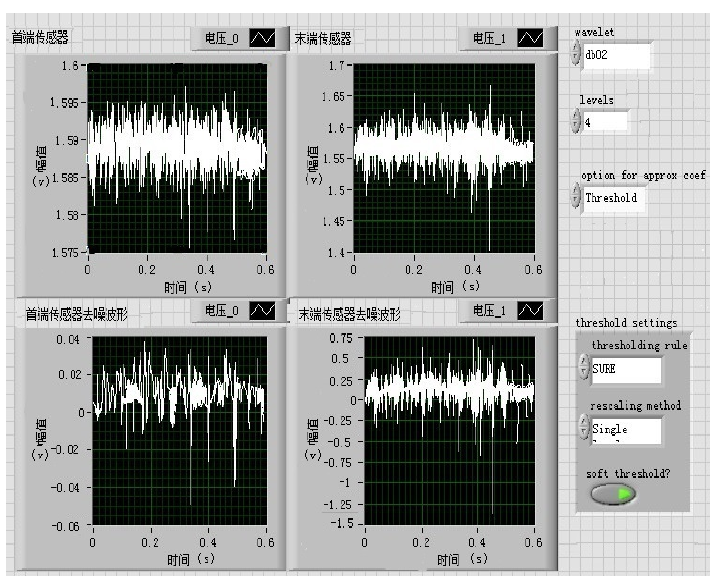 首端传感器
电压_0
1.6
1.595
1.59
1.585
1.58
1.575
幅值
(v)
0
0.2
0.4
0.6
时间 (s)
末端传感器
电压_1
1.7
1.65
1.6
1.55
1.5
1.45
1.4
幅值
(v)
0
0.2
0.4
0.6
时间 (s)
wavelet
db02
levels
4
option for approx coef
Threshold
首端传感器去噪波形
电压_0
0.04
0.02
0
-0.02
-0.04
-0.06
幅值
(v)
0
0.2
0.4
0.6
时间 (s)
末端传感器去噪波形
电压_1
0.75
0.5
0.25
0
-0.25
-0.5
-0.75
-1
-1.25
-1.5
幅值
(v)
0
0.2
0.4
0.6
时间 (s)
threshold settings
thresholding rule
SURE
rescaling method
Single
soft threshold?